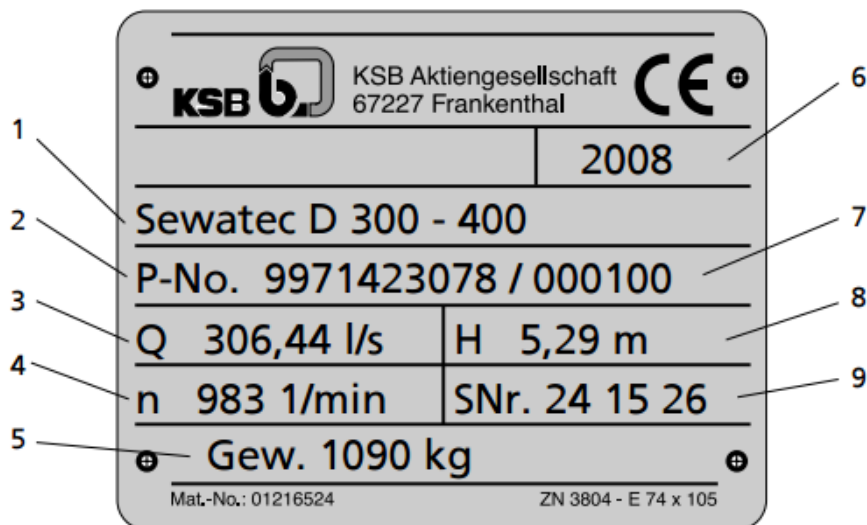 KSB b. KSB Aktiengesellschaft
67227 Frankenthal CE
6
1
2008
2
Sewatec D 300 - 400
7
P-No. 9971423078 / 000100
3
8
Q 306,44 l/s H 5,29 m
4
9
n 983 1/min SNr. 24 15 26
5
Gew. 1090 kg
Mat.-No.: 01216524 ZN 3804 - E 74 x 105